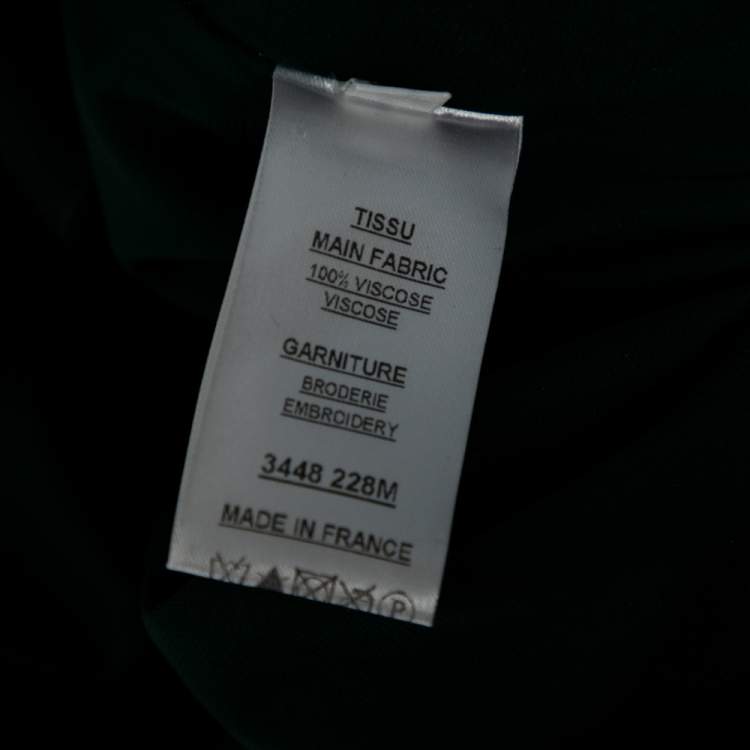 TISSU
MAIN FABRIC
100% VISCOSE
VISCOSE
GARNITURE
BRODERIE
EMBROIDERY
3448 228M
MADE IN FRANCE
P